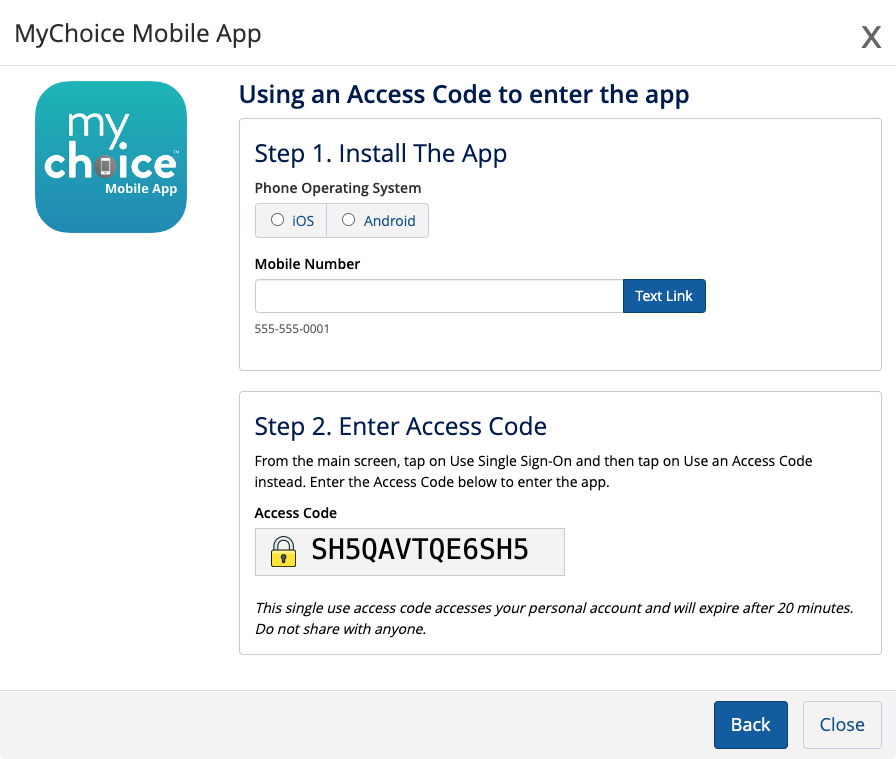 MyChoice Mobile App
X
my
choice™
Mobile App
Using an Access Code to enter the app
Step 1. Install The App
Phone Operating System
iOS
Android
Mobile Number
Text Link
555-555-0001
Step 2. Enter Access Code
From the main screen, tap on Use Single Sign-On and then tap on Use an Access Code
instead. Enter the Access Code below to enter the app.
Access Code
SH5QAVTQE6SH5
This single use access code accesses your personal account and will expire after 20 minutes.
Do not share with anyone.
Back
Close